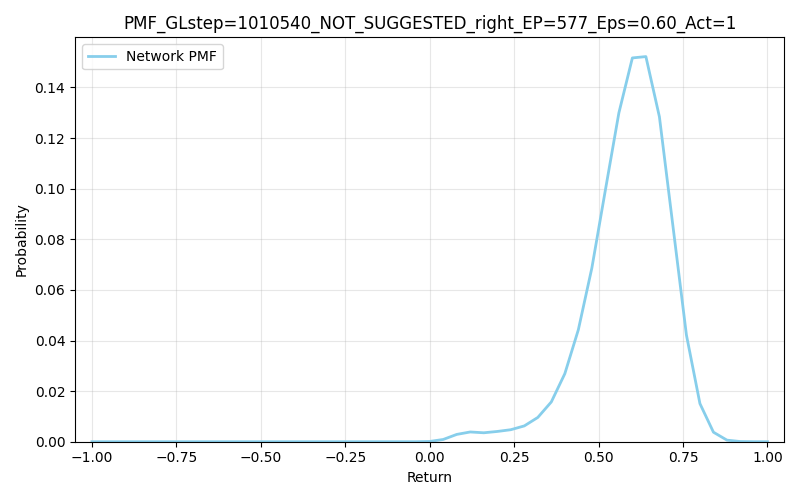 PMF_GLstep=1010540_NOT_SUGGESTED_right_EP=577_Eps=0.60_Act=1
Network PMF
Probability
0.14
0.12
0.10
0.08
0.06
0.04
0.02
0.00
−1.00 −0.75 −0.50 −0.25 0.00 0.25 0.50 0.75 1.00
Return